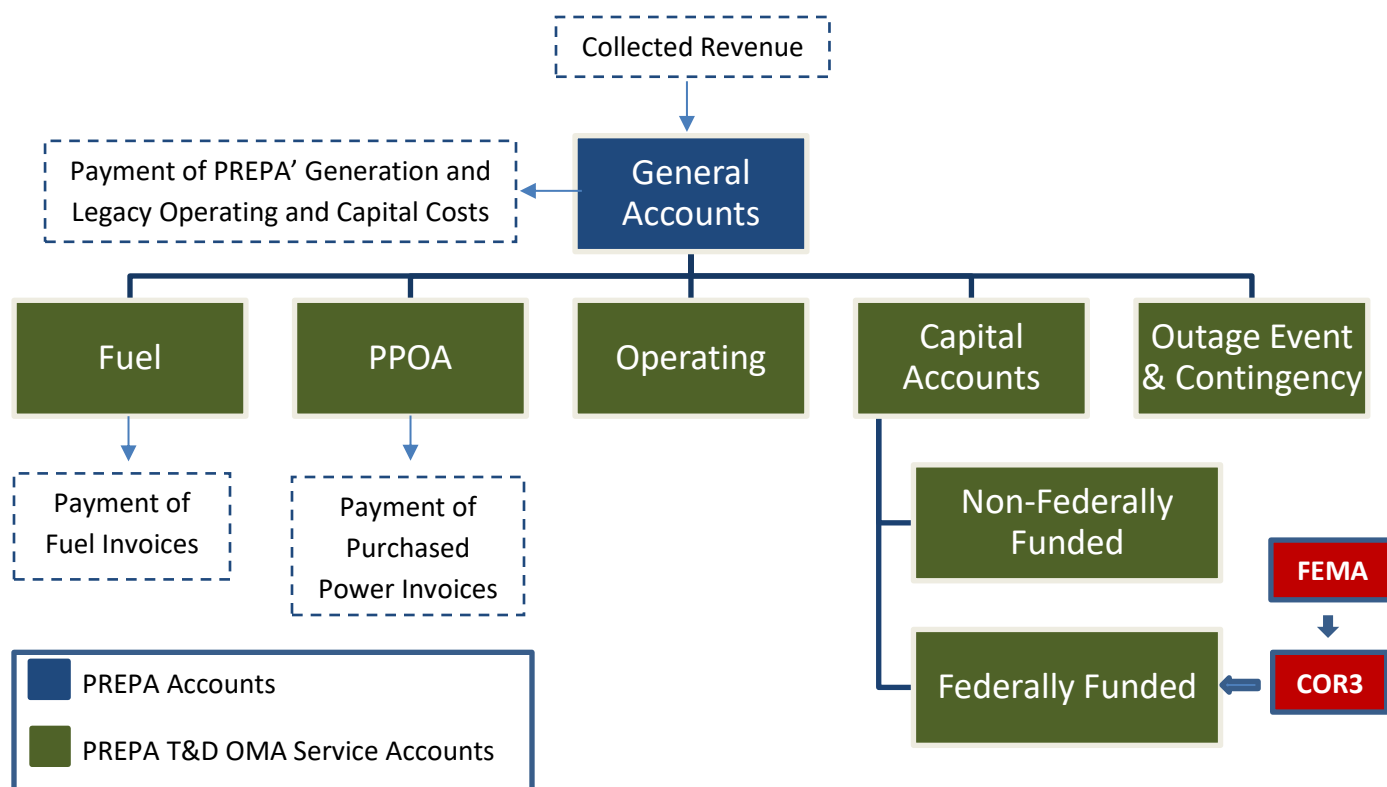 Collected Revenue
Payment of PREPA’ Generation and
Legacy Operating and Capital Costs
General
Accounts
Fuel
PPOA
Operating
Capital
Accounts
Outage Event
& Contingency
Payment of
Fuel Invoices
Payment of
Purchased
Power Invoices
Non-Federally
Funded
FEMA
Federally Funded
COR3
PREPA Accounts
PREPA T&D OMA Service Accounts